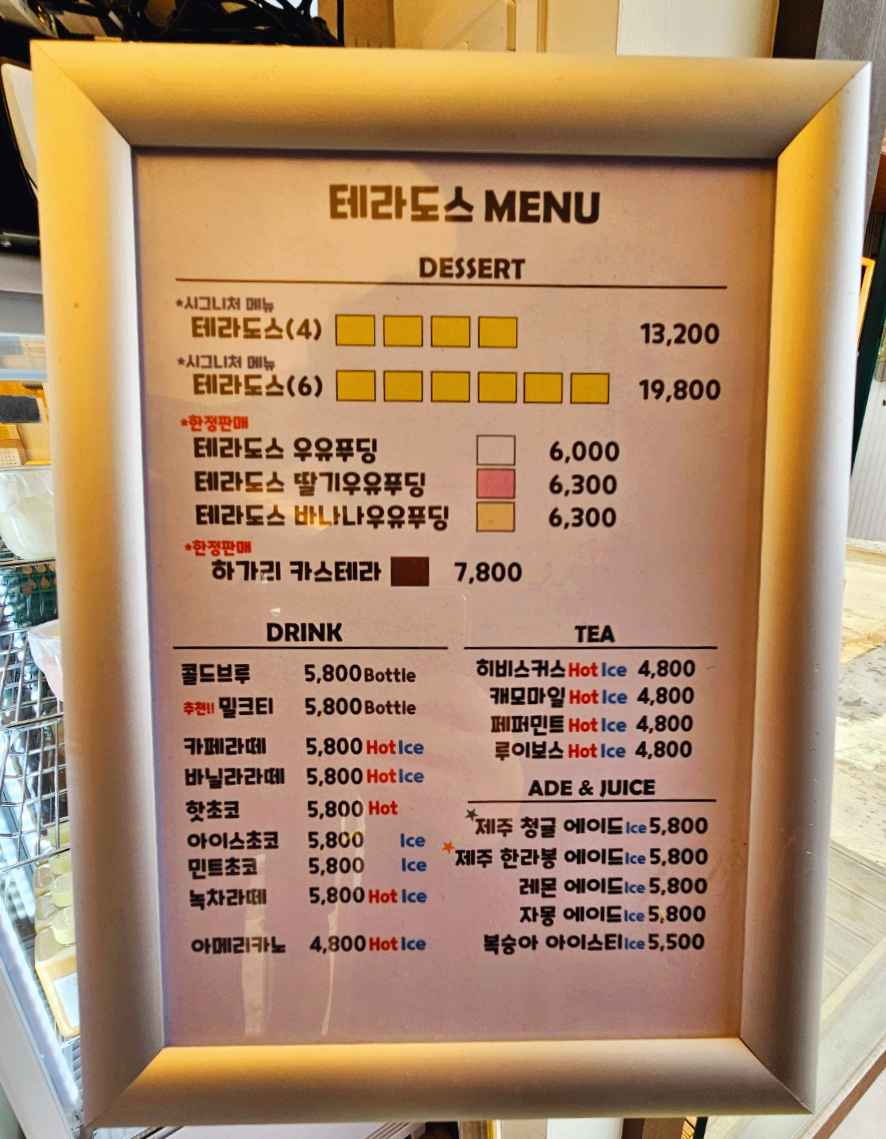 테라도스 MENU
DESSERT
*시그니처 메뉴
테라도스(4) 13,200
*시그니처 메뉴
테라도스(6) 19,800
*한정판매
테라도스 우유푸딩 6,000
테라도스 딸기우유푸딩 6,300
테라도스 바나나우유푸딩 6,300
*한정판매
하가리 카스테라 7,800
DRINK
콜드브루 5,800 Bottle
추천!! 밀크티 5,800 Bottle
카페라떼 5,800 Hot Ice
바닐라라떼 5,800 Hot Ice
핫초코 5,800 Hot
아이스초코 5,800 Ice
민트초코 5,800 Ice
녹차라떼 5,800 Hot Ice
아메리카노 4,800 Hot Ice
TEA
히비스커스 Hot Ice 4,800
캐모마일 Hot Ice 4,800
페퍼민트 Hot Ice 4,800
루이보스 Hot Ice 4,800
ADE & JUICE
제주 청귤 에이드 Ice 5,800
제주 한라봉 에이드 Ice 5,800
레몬 에이드 Ice 5,800
자몽 에이드 Ice 5,800
복숭아 아이스티 Ice 5,500